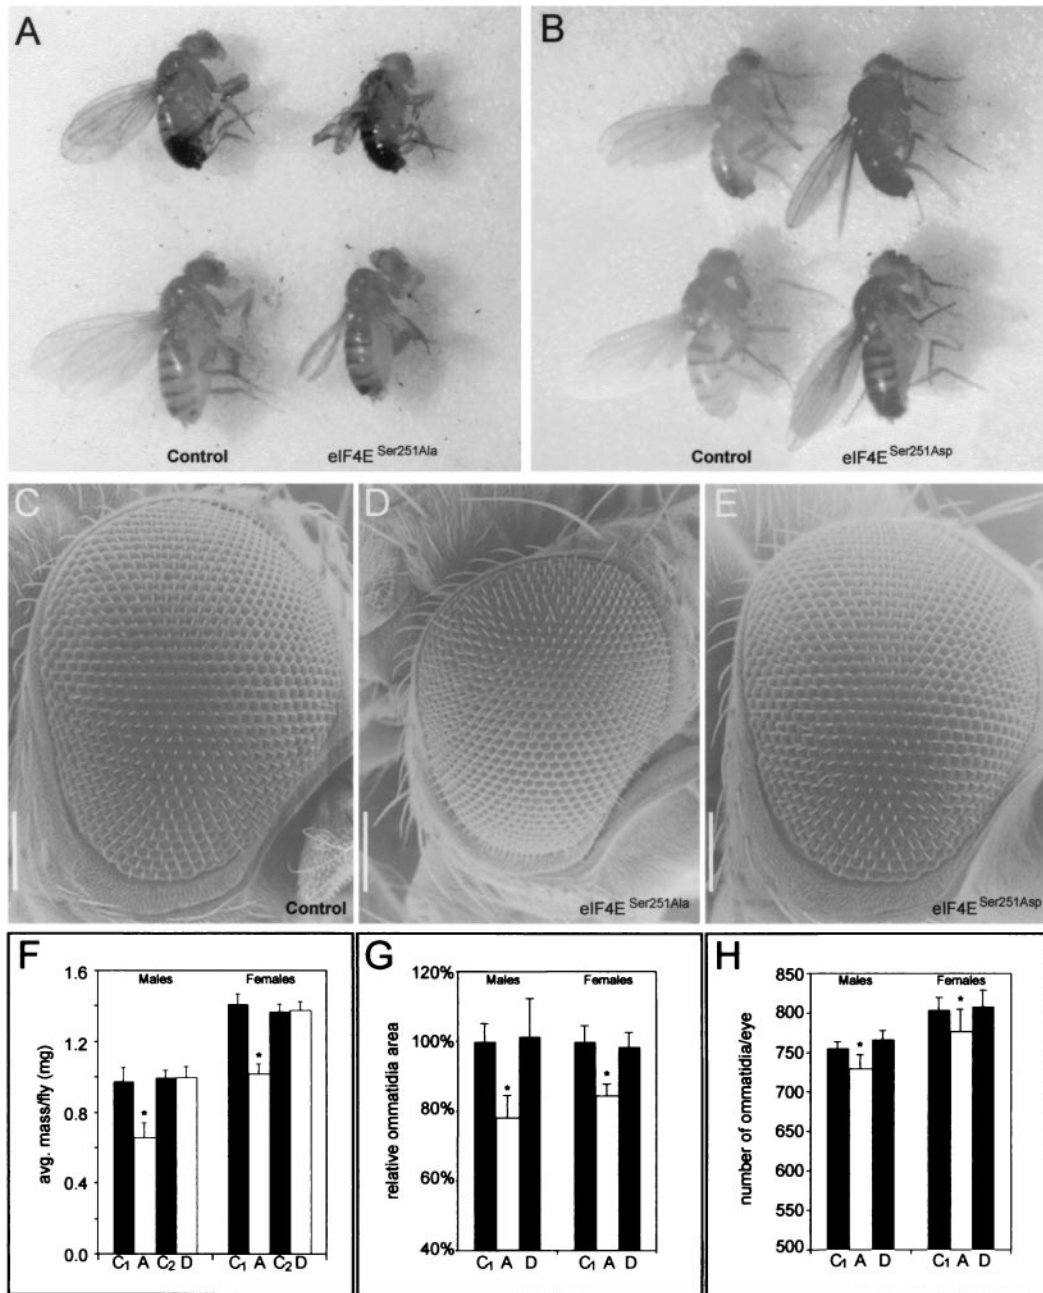 A
B
Control eIF4E Ser251Ala
Control eIF4E Ser251Asp
C
D
E
Control
eIF4E Ser251Ala
eIF4E Ser251Asp
F
Males Females
1.6
1.2
0.8
0.4
0.0
avg. mass/fly (mg)
* *
C1 A C2 D C1 A C2 D
G
120%
100%
80%
60%
40%
relative ommatidia area
Males Females
* *
C1 A D C1 A D
H
850
800
750
700
650
600
550
500
number of ommatidia/eye
Males Females
* *
C1 A D C1 A D